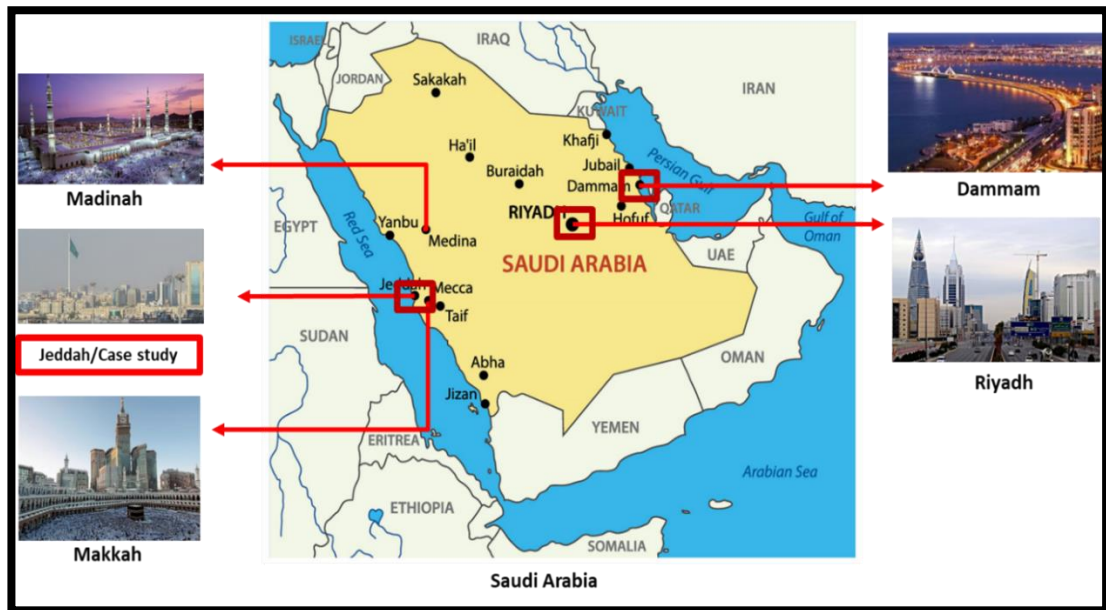 Madinah
Jeddah/Case study
Makkah
ISRAEL
JORDAN
IRAQ
IRAN
KUWAIT
Sakakah
Khafji
Ha'il
Jubail
Persian Gulf
Buraidah
Dammam
RIYADH
Hofuf
QATAR
Gulf of
Oman
EGYPT
Red Sea
Yanbu
Medina
UAE
SAUDI ARABIA
Jeddah
Mecca
Taif
SUDAN
OMAN
Abha
Jizan
YEMEN
ERITREA
Arabian Sea
ETHIOPIA
SOMALIA
Saudi Arabia
Dammam
Riyadh